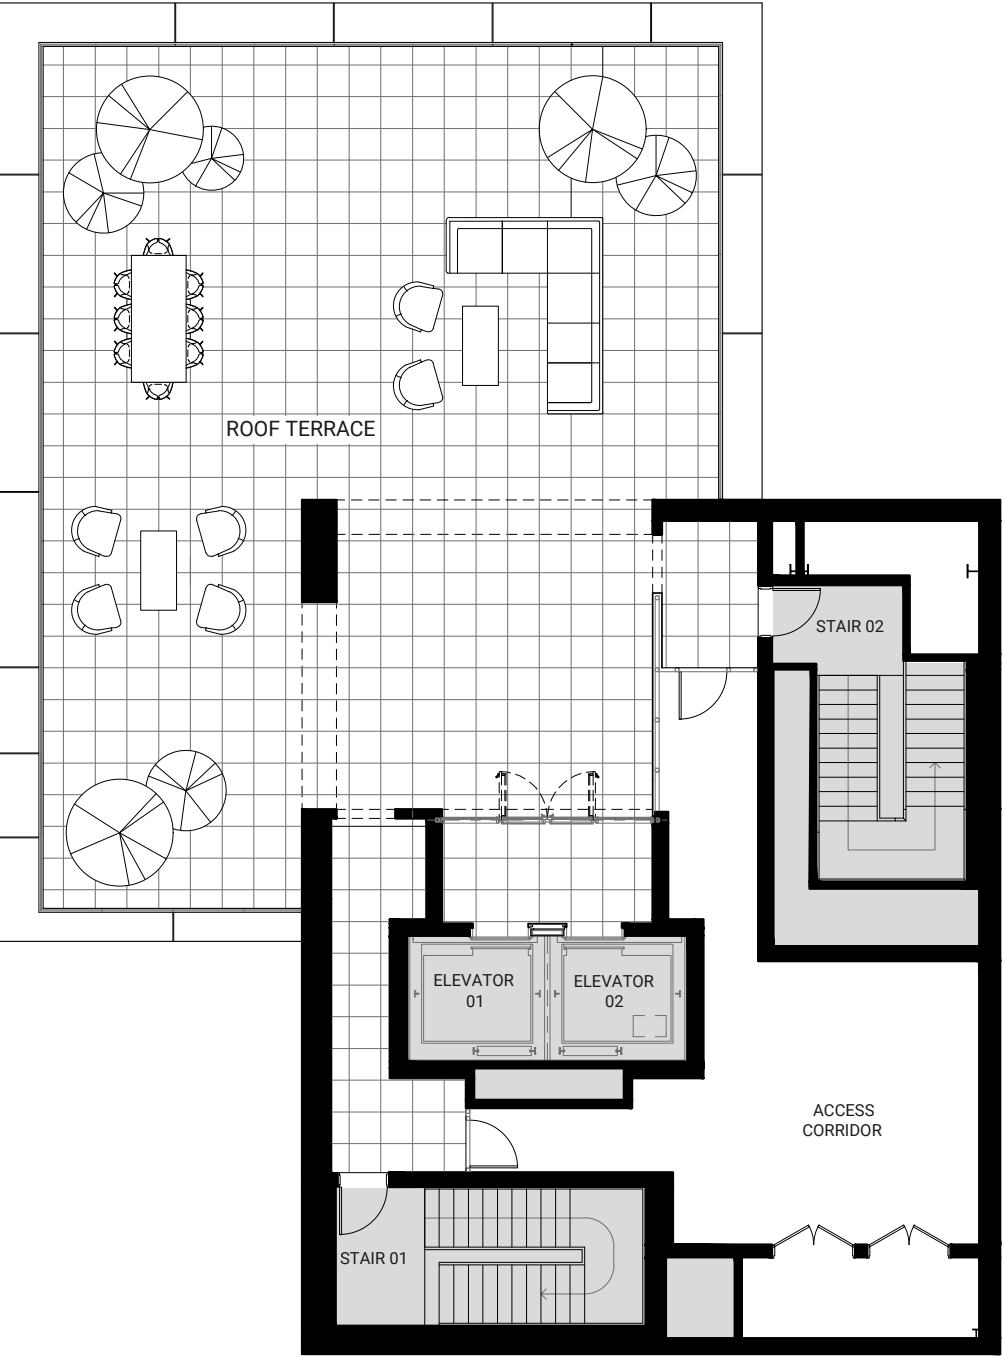 ROOF TERRACE
STAIR 02
ELEVATOR
01
ELEVATOR
02
ACCESS
CORRIDOR
STAIR 01